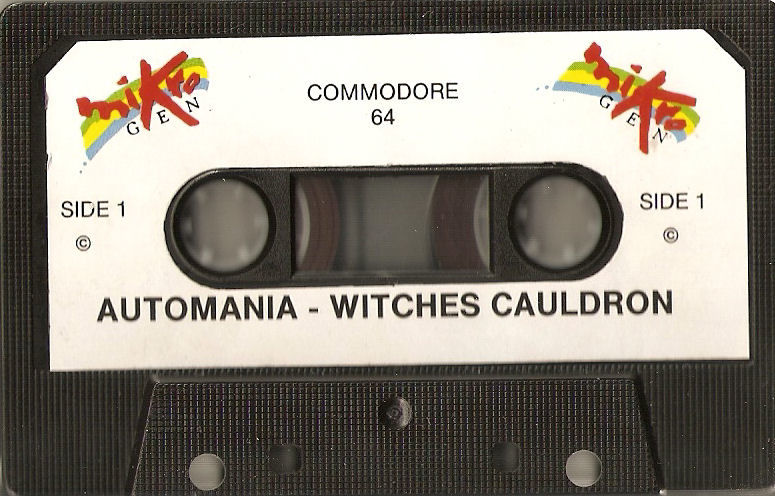 mikro
GEN
COMMODORE
64
mikro
GEN
SIDE 1
©
SIDE 1
©
AUTOMANIA - WITCHES CAULDRON